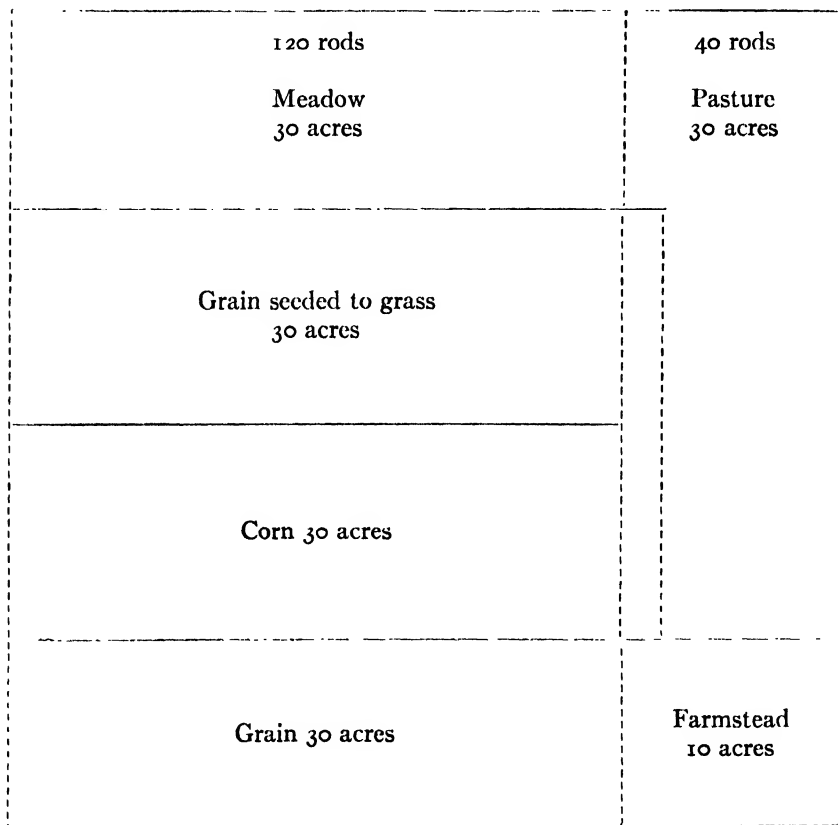 120 rods
40 rods
Meadow
30 acres
Pasture
30 acres
Grain seeded to grass
30 acres
Corn 30 acres
Grain 30 acres
Farmstead
10 acres